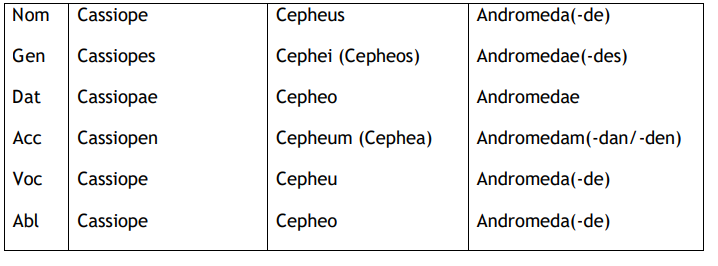 Nom Cassiope Cepheus Andromeda(-de)
Gen Cassiopes Cephei (Cepheos) Andromedae(-des)
Dat Cassiopae Cepheo Andromedae
Acc Cassiopen Cepheum (Cephea) Andromedam(-dan/-den)
Voc Cassiope Cepheu Andromeda(-de)
Abl Cassiope Cepheo Andromeda(-de)